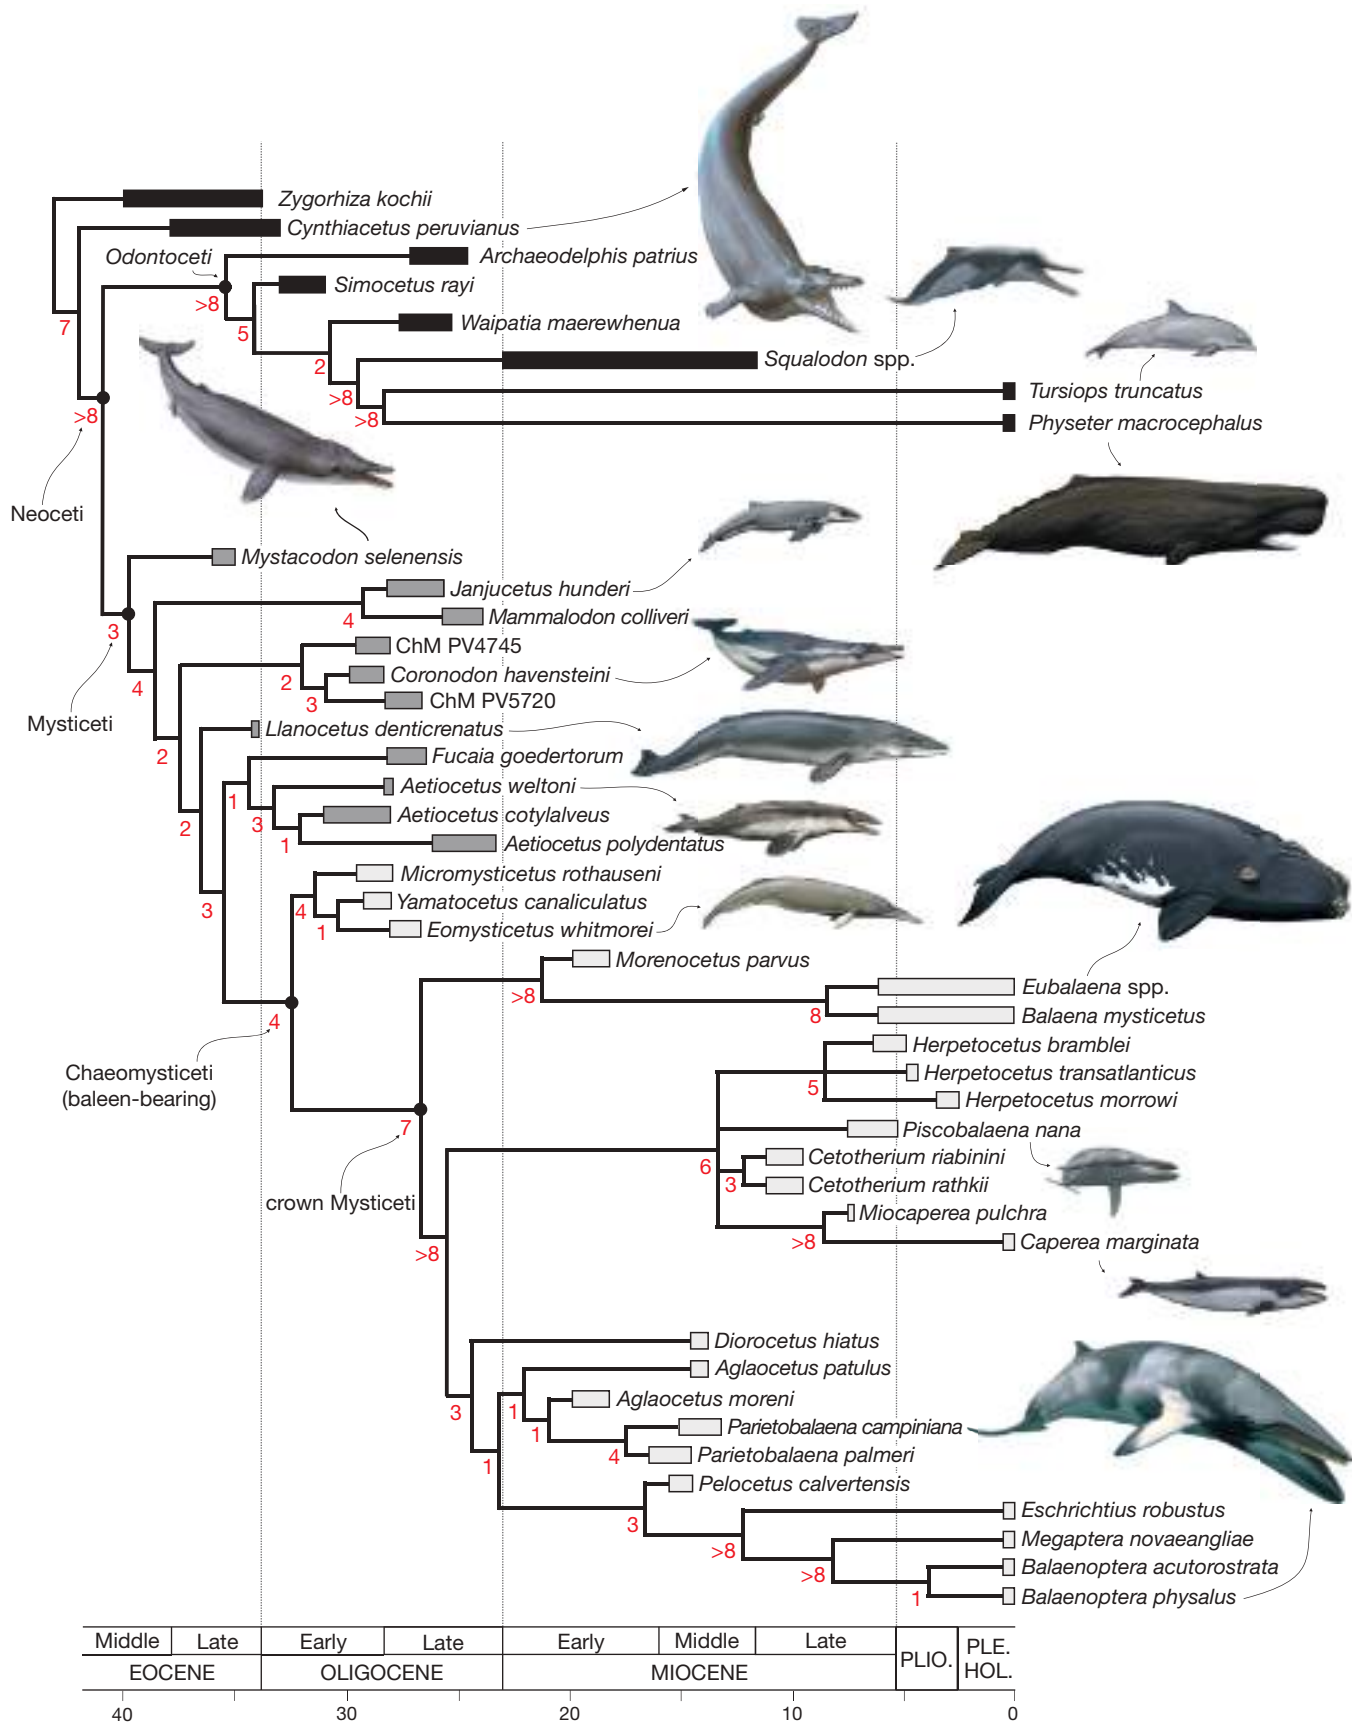 Zygorhiza kochii
Cynthiacetus peruvianus
Odontoceti
Archaeodelphis patrius
>8
Simocetus rayi
7
5
Waipatia maerewhenua
2
Squalodon spp.
>8
Tursiops truncatus
>8
>8
Physeter macrocephalus
Neoceti
Mystacodon selenensis
Janjucetus hunderi
4
Mammalodon colliveri
3
ChM PV4745
2
Coronodon havensteini
4
3
ChM PV5720
Mysticeti
Llanocetus denticrenatus
2
Fucaia goedertorum
1
Aetiocetus weltoni
2
3
Aetiocetus cotylalveus
1
Aetiocetus polydentatus
Micromysticetus rothauseni
3
4
Yamatocetus canaliculatus
1
Eomysticetus whitmorei
Morenocetus parvus
>8
Eubalaena spp.
4
8
Balaena mysticetus
Herpetocetus bramblei
Chaeomysticeti
(baleen-bearing)
5
Herpetocetus transatlanticus
Herpetocetus morrowi
7
Piscobalaena nana
6
Cetotherium riabinini
3
Cetotherium rathkii
crown Mysticeti
Miocaperea pulchra
>8
>8
Caperea marginata
Diorocetus hiatus
Aglaocetus patulus
3
1
Aglaocetus moreni
1
Parietobalaena campiniana
1
4
Parietobalaena palmeri
Pelocetus calvertensis
3
Eschrichtius robustus
>8
Megaptera novaeangliae
>8
Balaenoptera acutorostrata
1
Balaenoptera physalus
Middle Late Early Late Early Middle Late
EOCENE OLIGOCENE MIOCENE PLIO. PLE.
HOL.
40 30 20 10 0